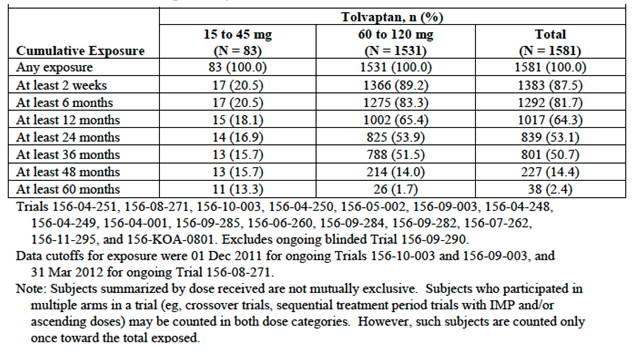 Tolvaptan, n (%)
15 to 45 mg 60 to 120 mg Total
Cumulative Exposure (N = 83) (N = 1531) (N = 1581)
Any exposure 83 (100.0) 1531 (100.0) 1581 (100.0)
At least 2 weeks 17 (20.5) 1366 (89.2) 1383 (87.5)
At least 6 months 17 (20.5) 1275 (83.3) 1292 (81.7)
At least 12 months 15 (18.1) 1002 (65.4) 1017 (64.3)
At least 24 months 14 (16.9) 825 (53.9) 839 (53.1)
At least 36 months 13 (15.7) 788 (51.5) 801 (50.7)
At least 48 months 13 (15.7) 214 (14.0) 227 (14.4)
At least 60 months 11 (13.3) 26 (1.7) 38 (2.4)
Trials 156-04-251, 156-08-271, 156-10-003, 156-04-250, 156-05-002, 156-09-003, 156-04-248,
156-04-249, 156-04-001, 156-09-285, 156-06-260, 156-09-284, 156-09-282, 156-07-262,
156-11-295, and 156-KOA-0801. Excludes ongoing blinded Trial 156-09-290.
Data cutoffs for exposure were 01 Dec 2011 for ongoing Trials 156-10-003 and 156-09-003, and
31 Mar 2012 for ongoing Trial 156-08-271.
Note: Subjects summarized by dose received are not mutually exclusive. Subjects who participated in
multiple arms in a trial (eg, crossover trials, sequential treatment period trials with IMP and/or
ascending doses) may be counted in both dose categories. However, such subjects are counted only
once toward the total exposed.